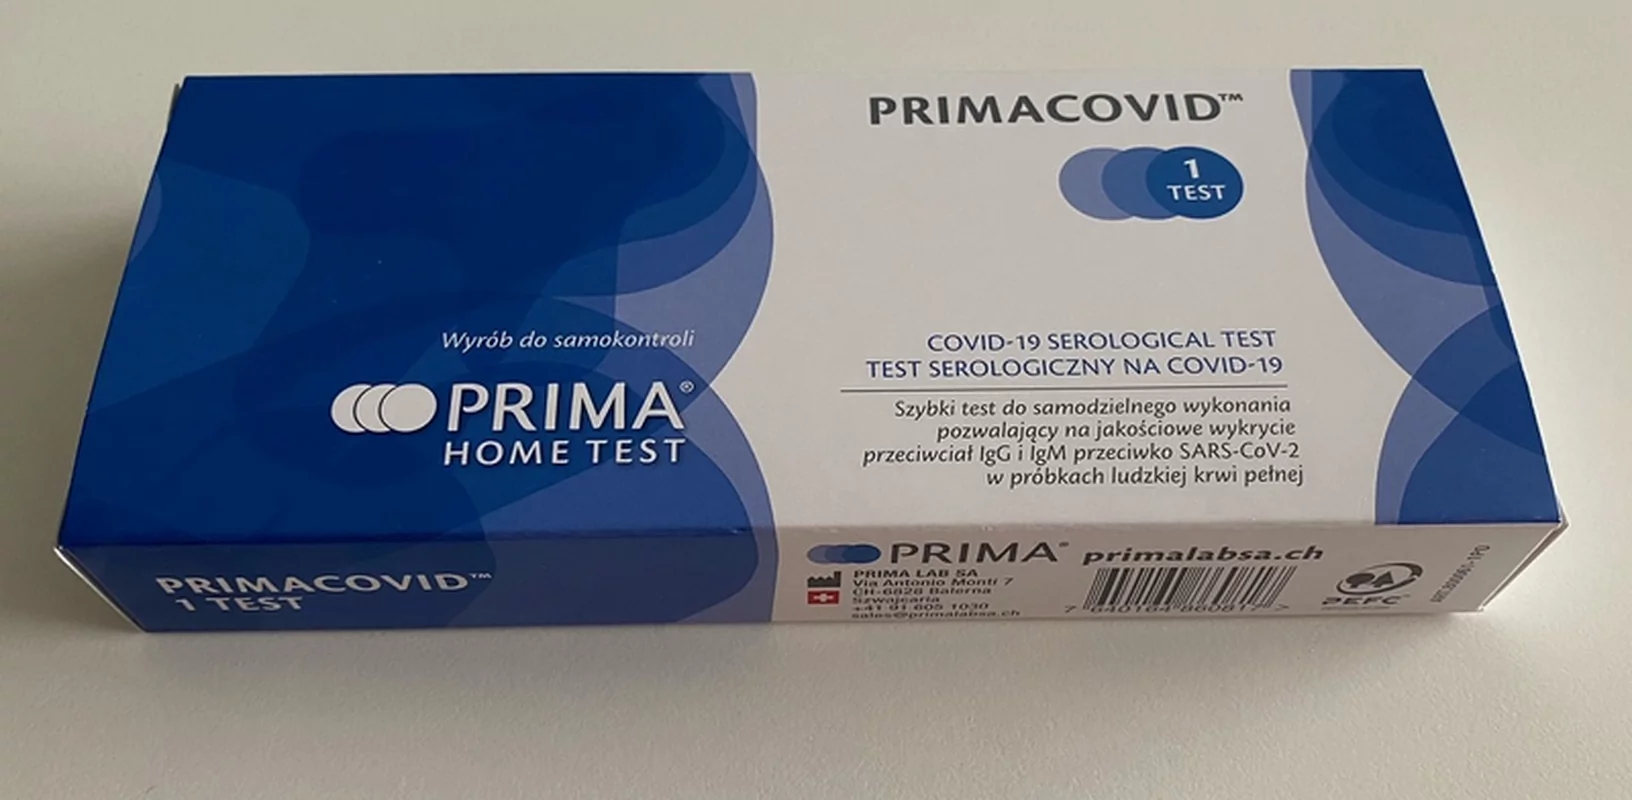 PRIMACOVID™
1
TEST
Wyrób do samokontroli
PRIMA®
HOME TEST
COVID-19 SEROLOGICAL TEST
TEST SEROLOGICZNY NA COVID-19
Szybki test do samodzielnego wykonania
pozwalający na jakościowe wykrycie
przeciwciał IgG i IgM przeciwko SARS-CoV-2
w próbkach ludzkiej krwi pełnej
PRIMACOVID™
1 TEST
PRIMA® primalabsa.ch
PRIMA LAB SA
Via Antonio Monti 7
CH-6828 Balerna
Szwajcaria
+41 91 605 1030
sales@primalabsa.ch
PEFC